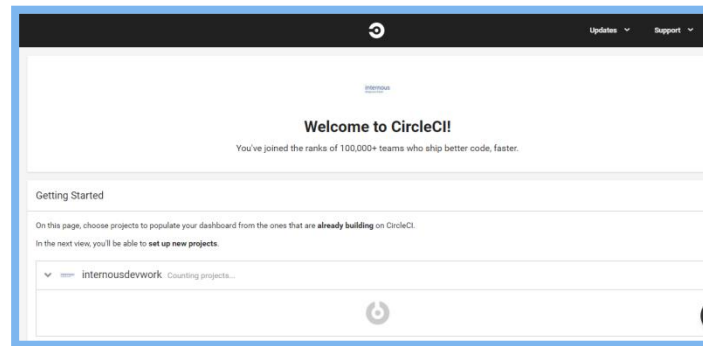 Updates Support
internous
Welcome to CircleCI!
You've joined the ranks of 100,000+ teams who ship better code, faster.
Getting Started
On this page, choose projects to populate your dashboard from the ones that are already building on CircleCI.
In the next view, you'll be able to set up new projects.
internousdevwork Counting projects...